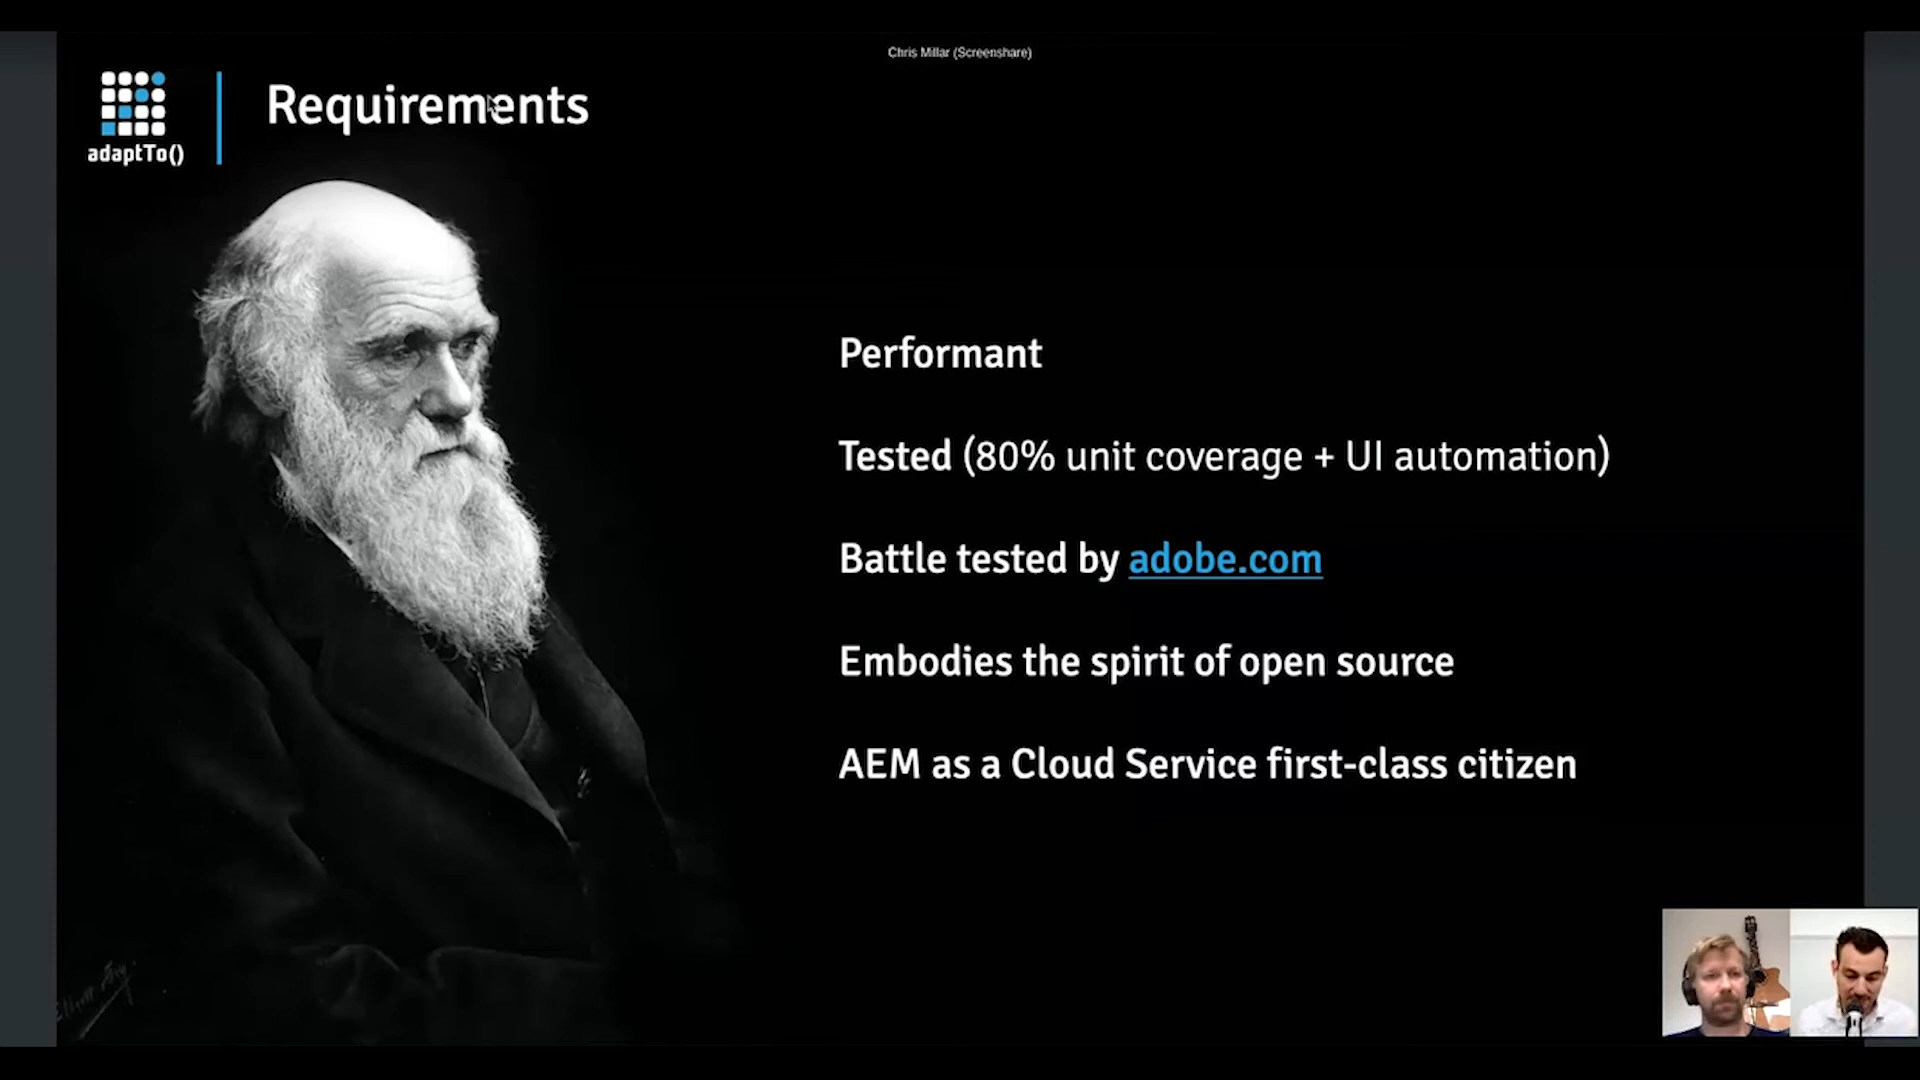 Chris Millar (Screenshare)
adaptTo()
Requirements
Performant
Tested (80% unit coverage + UI automation)
Battle tested by adobe.com
Embodies the spirit of open source
AEM as a Cloud Service first-class citizen